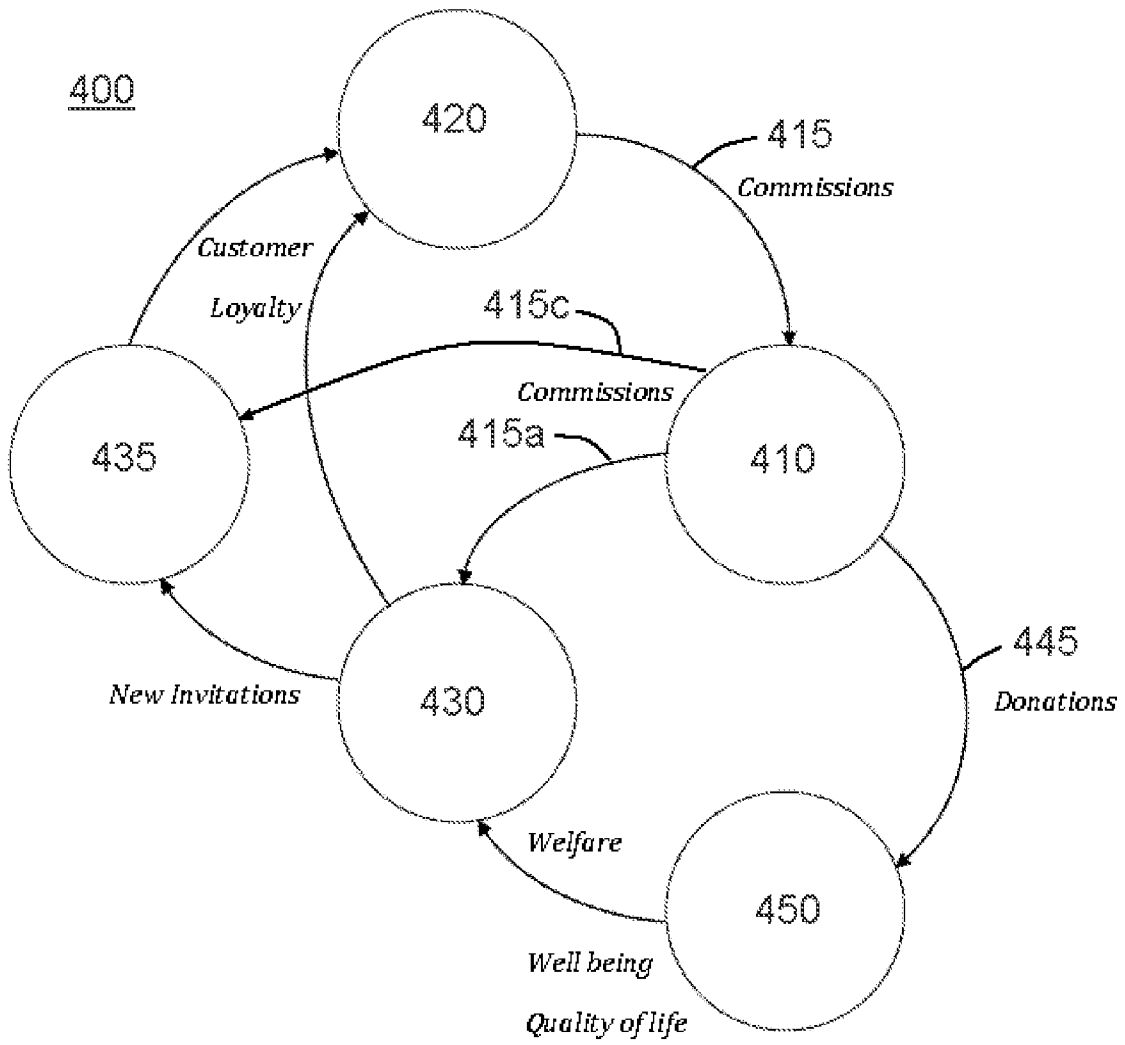 400
420
415
Commissions
Customer
Loyalty
415c
Commissions
415a
435
410
445
New Invitations
430
Donations
Welfare
450
Well being
Quality of life